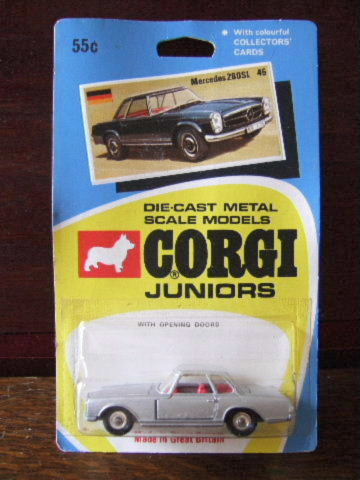 55¢
With colourful
COLLECTORS'
CARDS
Mercedes 280SL 46
DIE-CAST METAL
SCALE MODELS
CORGI
®
JUNIORS
WITH OPENING DOORS
Made in Great Britain